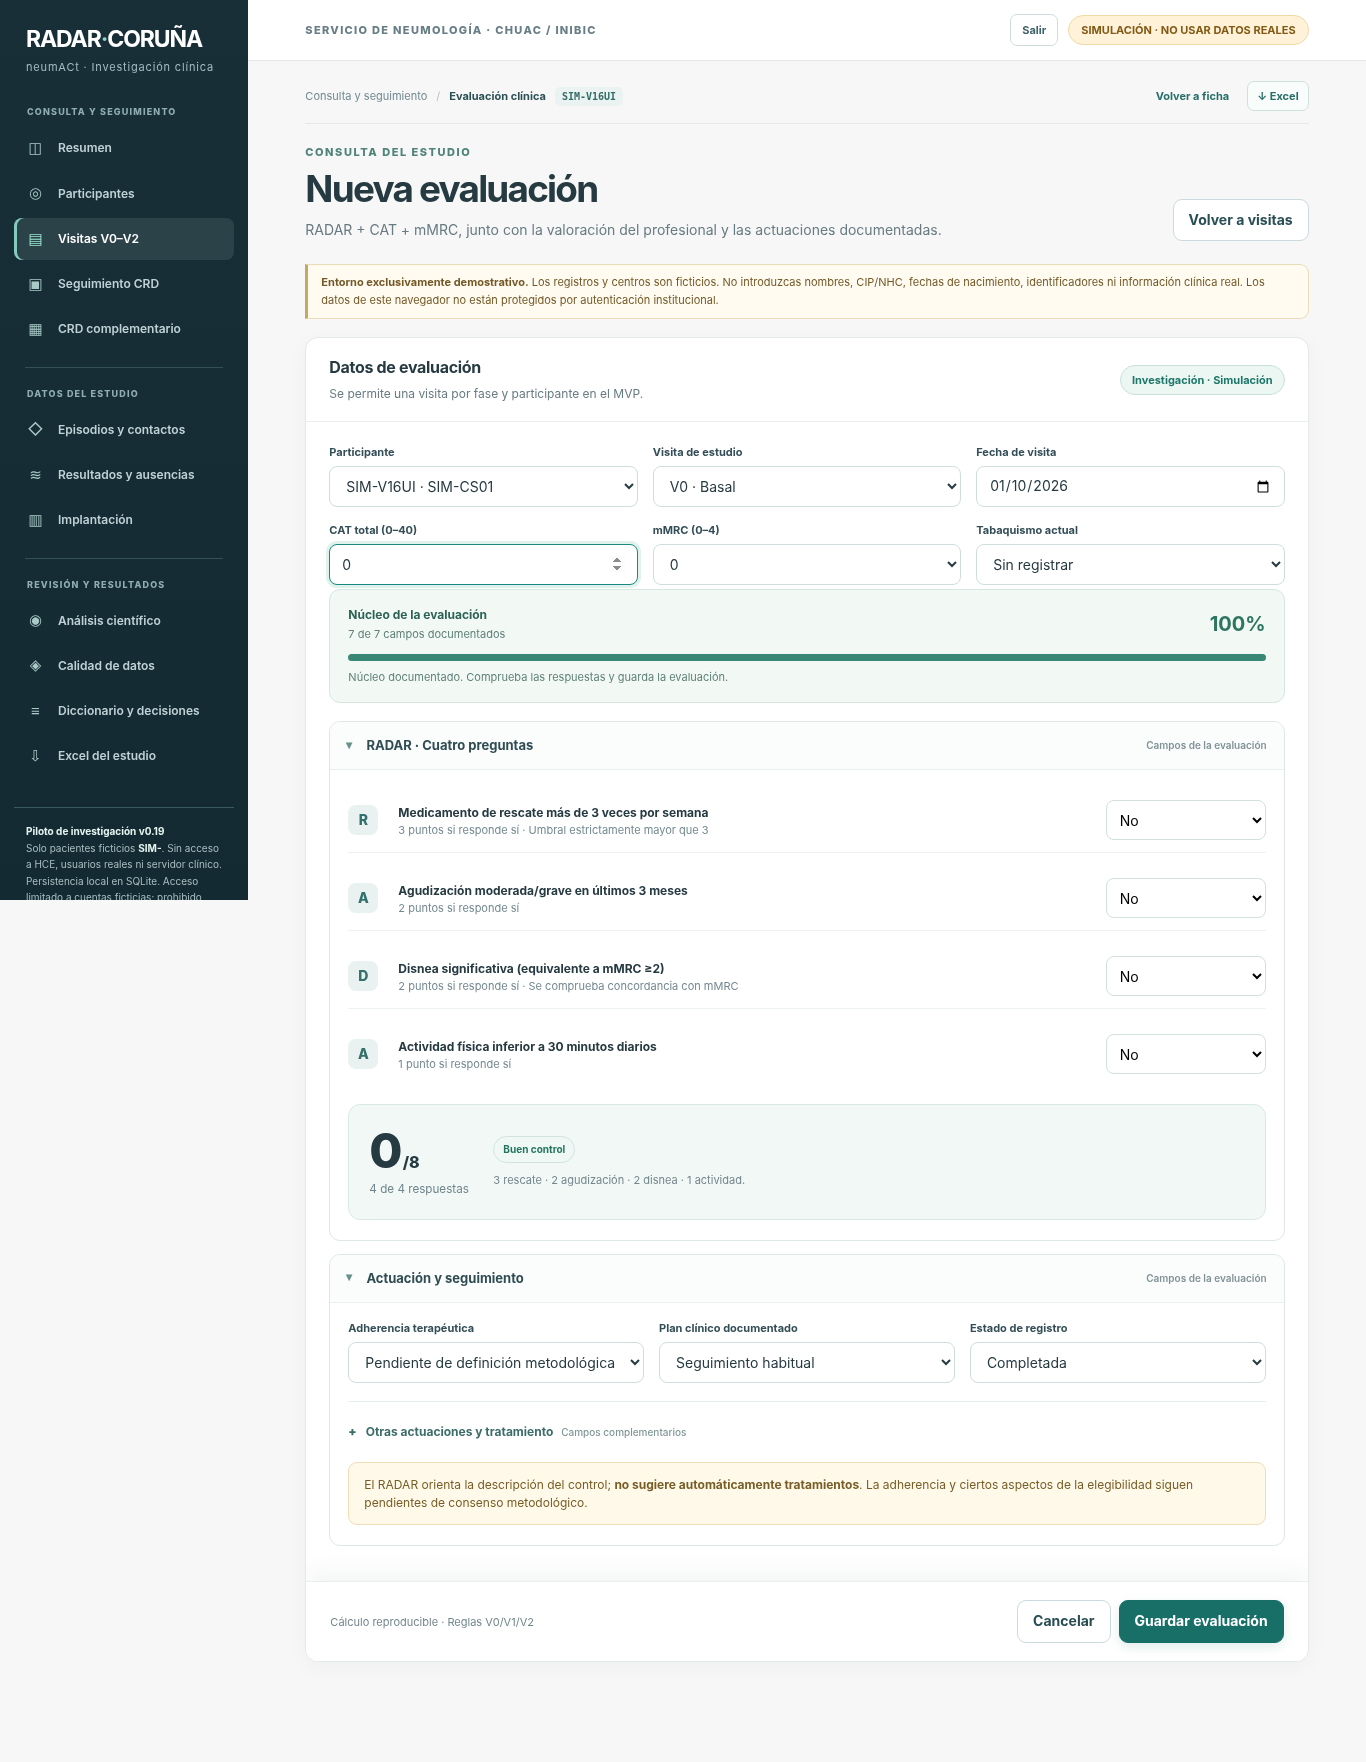 RADAR·CORUÑA
neumACt · Investigación clínica
CONSULTA Y SEGUIMIENTO
Resumen
Participantes
Visitas V0–V2
Seguimiento CRD
CRD complementario
DATOS DEL ESTUDIO
Episodios y contactos
Resultados y ausencias
Implantación
REVISIÓN Y RESULTADOS
Análisis científico
Calidad de datos
Diccionario y decisiones
Excel del estudio
Piloto de investigación v0.19
Solo pacientes ficticios SIM-. Sin acceso
a HCE, usuarios reales ni servidor clínico.
Persistencia local en SQLite. Acceso
limitado a cuentas ficticias; prohibido
SERVICIO DE NEUMOLOGÍA · CHUAC / INIBIC
Salir
SIMULACIÓN · NO USAR DATOS REALES
Consulta y seguimiento / Evaluación clínica SIM-V16UI
Volver a ficha
↓ Excel
CONSULTA DEL ESTUDIO
Nueva evaluación
RADAR + CAT + mMRC, junto con la valoración del profesional y las actuaciones documentadas.
Volver a visitas
Entorno exclusivamente demostrativo. Los registros y centros son ficticios. No introduzcas nombres, CIP/NHC, fechas de nacimiento, identificadores ni información clínica real. Los
datos de este navegador no están protegidos por autenticación institucional.
Datos de evaluación
Se permite una visita por fase y participante en el MVP.
Investigación · Simulación
Participante
Visita de estudio
Fecha de visita
SIM-V16UI · SIM-CS01
V0 · Basal
01/10/2026
CAT total (0–40)
mMRC (0–4)
Tabaquismo actual
0
0
Sin registrar
Núcleo de la evaluación
7 de 7 campos documentados
100%
Núcleo documentado. Comprueba las respuestas y guarda la evaluación.
▾ RADAR · Cuatro preguntas
Campos de la evaluación
R
Medicamento de rescate más de 3 veces por semana
3 puntos si responde sí · Umbral estrictamente mayor que 3
No
A
Agudización moderada/grave en últimos 3 meses
2 puntos si responde sí
No
D
Disnea significativa (equivalente a mMRC ≥2)
2 puntos si responde sí · Se comprueba concordancia con mMRC
No
A
Actividad física inferior a 30 minutos diarios
1 punto si responde sí
No
0/8
4 de 4 respuestas
Buen control
3 rescate · 2 agudización · 2 disnea · 1 actividad.
▾ Actuación y seguimiento
Campos de la evaluación
Adherencia terapéutica
Plan clínico documentado
Estado de registro
Pendiente de definición metodológica
Seguimiento habitual
Completada
+ Otras actuaciones y tratamiento Campos complementarios
El RADAR orienta la descripción del control; no sugiere automáticamente tratamientos. La adherencia y ciertos aspectos de la elegibilidad siguen
pendientes de consenso metodológico.
Cálculo reproducible · Reglas V0/V1/V2
Cancelar
Guardar evaluación